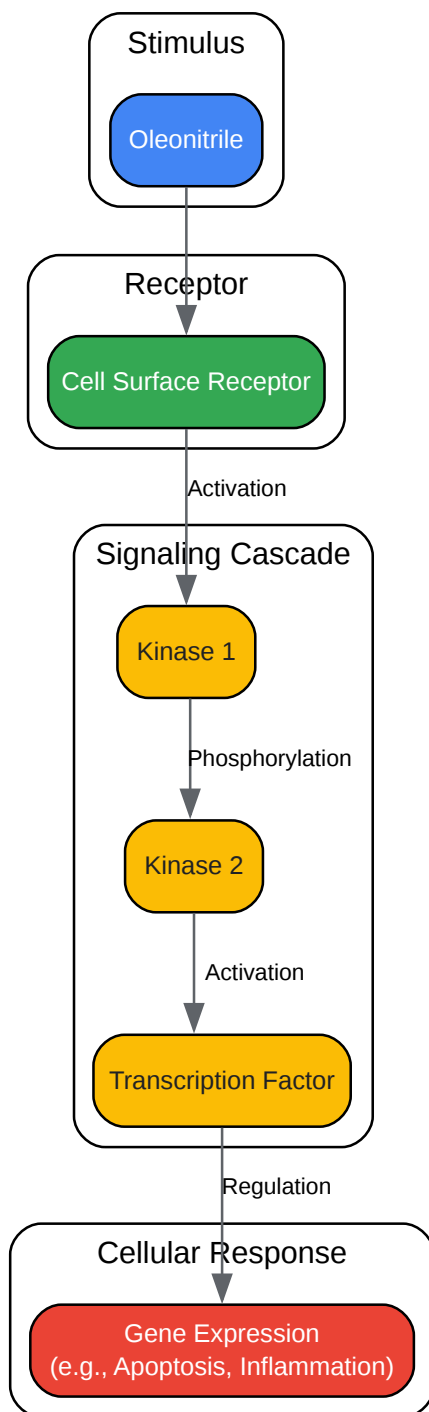 Stimulus
Oleonitrile
Receptor
Cell Surface Receptor
Activation
Signaling Cascade
Kinase 1
Phosphorylation
Kinase 2
Activation
Transcription Factor
Regulation
Cellular Response
Gene Expression
(e.g., Apoptosis, Inflammation)